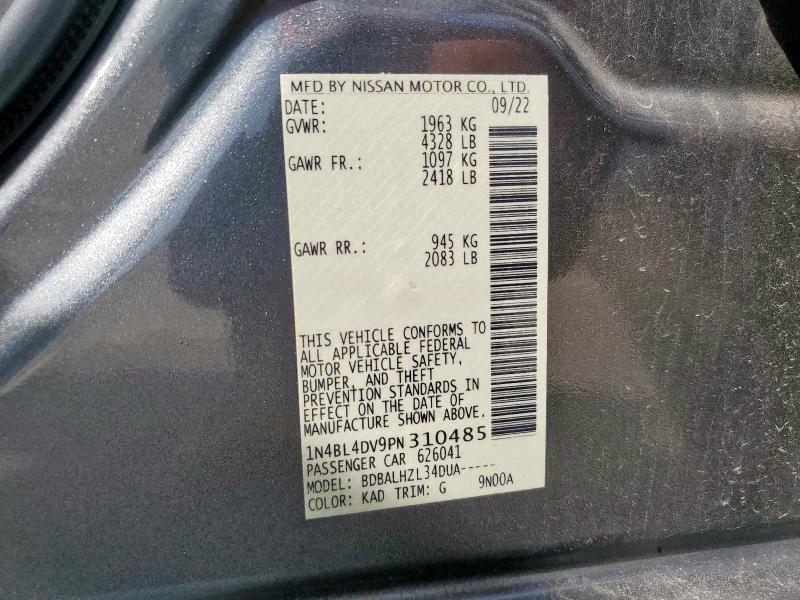 MFD BY NISSAN MOTOR CO., LTD.
DATE: 09/22
GVWR: 1963 KG
4328 LB
GAWR FR.: 1097 KG
2418 LB
GAWR RR.: 945 KG
2083 LB
THIS VEHICLE CONFORMS TO
ALL APPLICABLE FEDERAL
MOTOR VEHICLE SAFETY,
BUMPER, AND THEFT
PREVENTION STANDARDS IN
EFFECT ON THE DATE OF
MANUFACTURE SHOWN ABOVE.
1N4BL4DV9PN310485
PASSENGER CAR 626041
MODEL: BDBALHZL34DUA-----
COLOR: KAD TRIM: G 9N00A